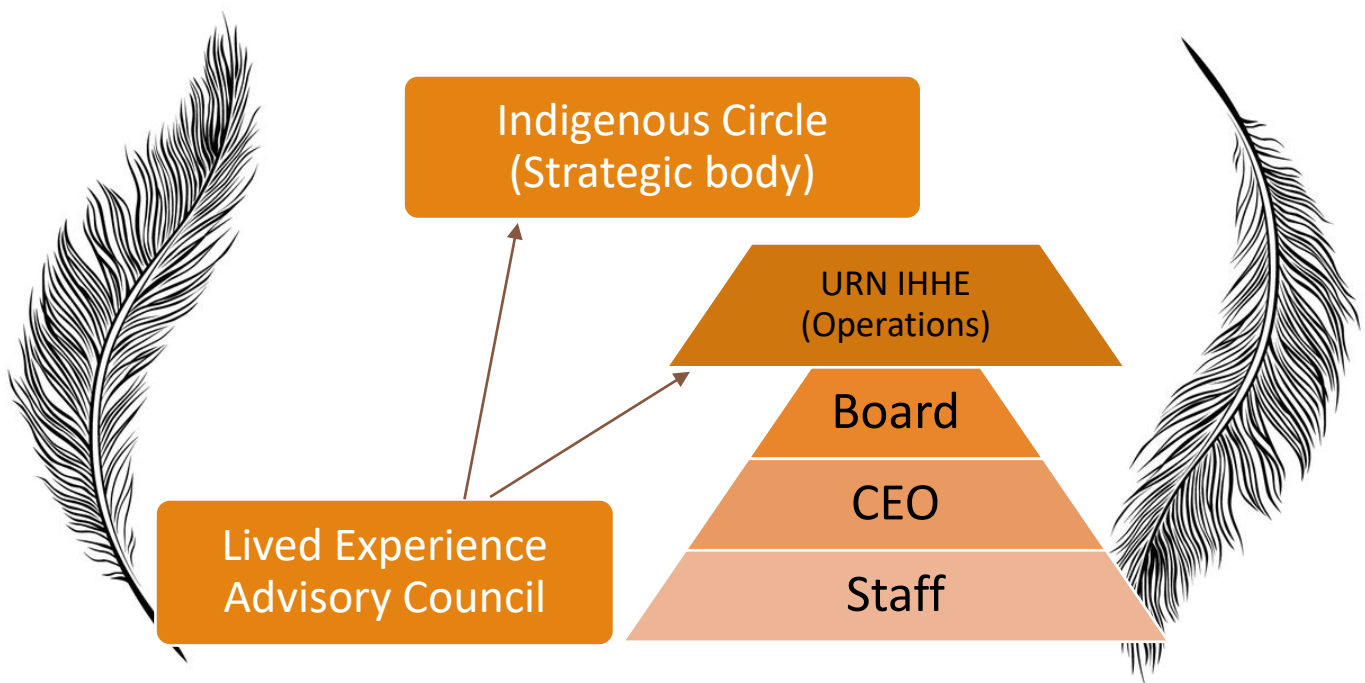 Indigenous Circle
(Strategic body)
URN IHHE
(Operations)
Board
CEO
Staff
Lived Experience
Advisory Council